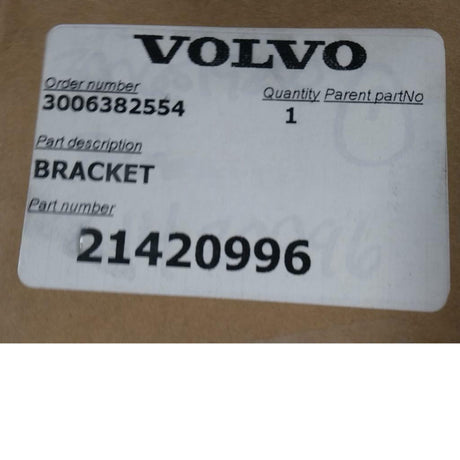 VOLVO
Order number
3006382554
Quantity Parent partNo
1
Part description
BRACKET
Part number
21420996